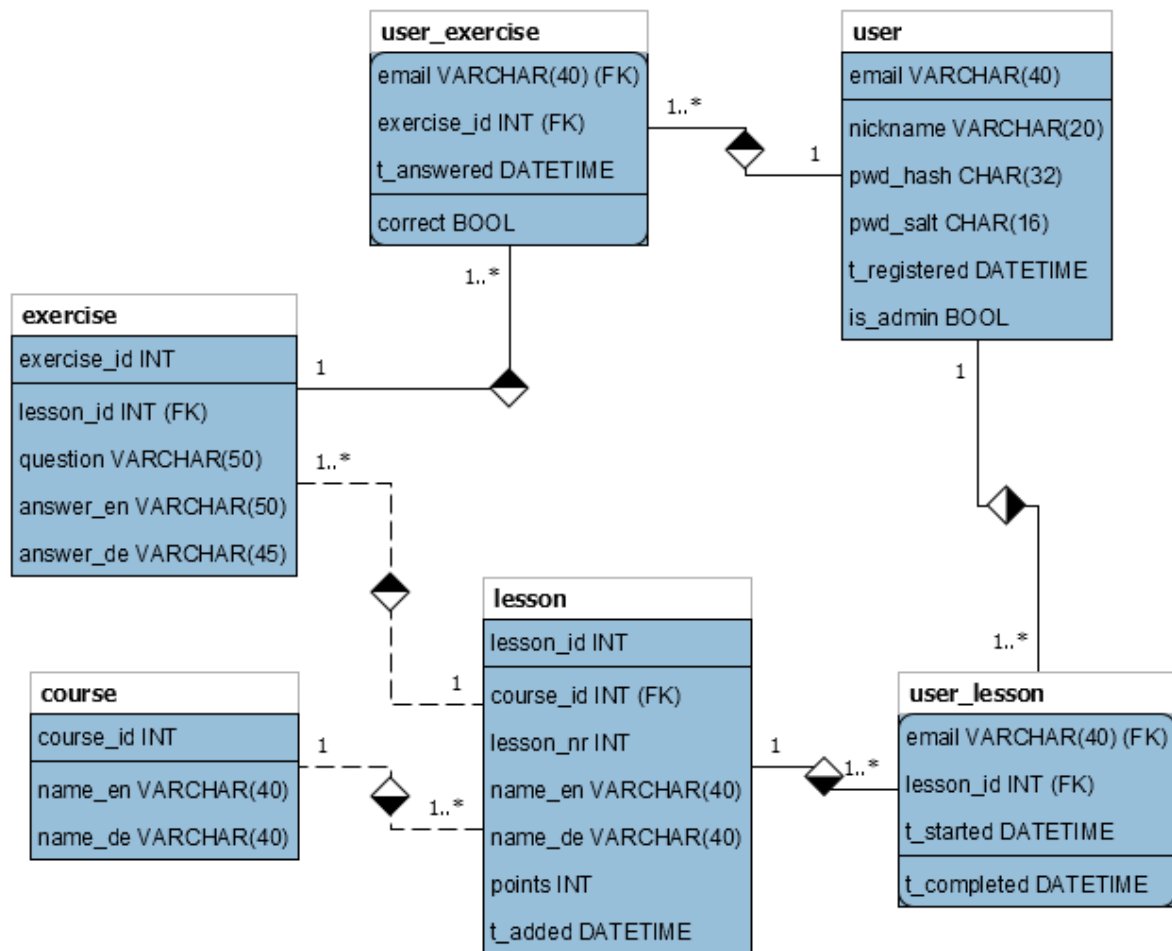 user_exercise
email VARCHAR(40) (FK)
exercise_id INT (FK)
t_answered DATETIME
correct BOOL
user
email VARCHAR(40)
nickname VARCHAR(20)
pwd_hash CHAR(32)
pwd_salt CHAR(16)
t_registered DATETIME
is_admin BOOL
1..*
1
1..*
1
exercise
exercise_id INT
lesson_id INT (FK)
question VARCHAR(50)
answer_en VARCHAR(50)
answer_de VARCHAR(45)
1
1..*
1..*
1
course
course_id INT
name_en VARCHAR(40)
name_de VARCHAR(40)
1
1..*
lesson
lesson_id INT
course_id INT (FK)
lesson_nr INT
name_en VARCHAR(40)
name_de VARCHAR(40)
points INT
t_added DATETIME
1
1..*
user_lesson
email VARCHAR(40) (FK)
lesson_id INT (FK)
t_started DATETIME
t_completed DATETIME